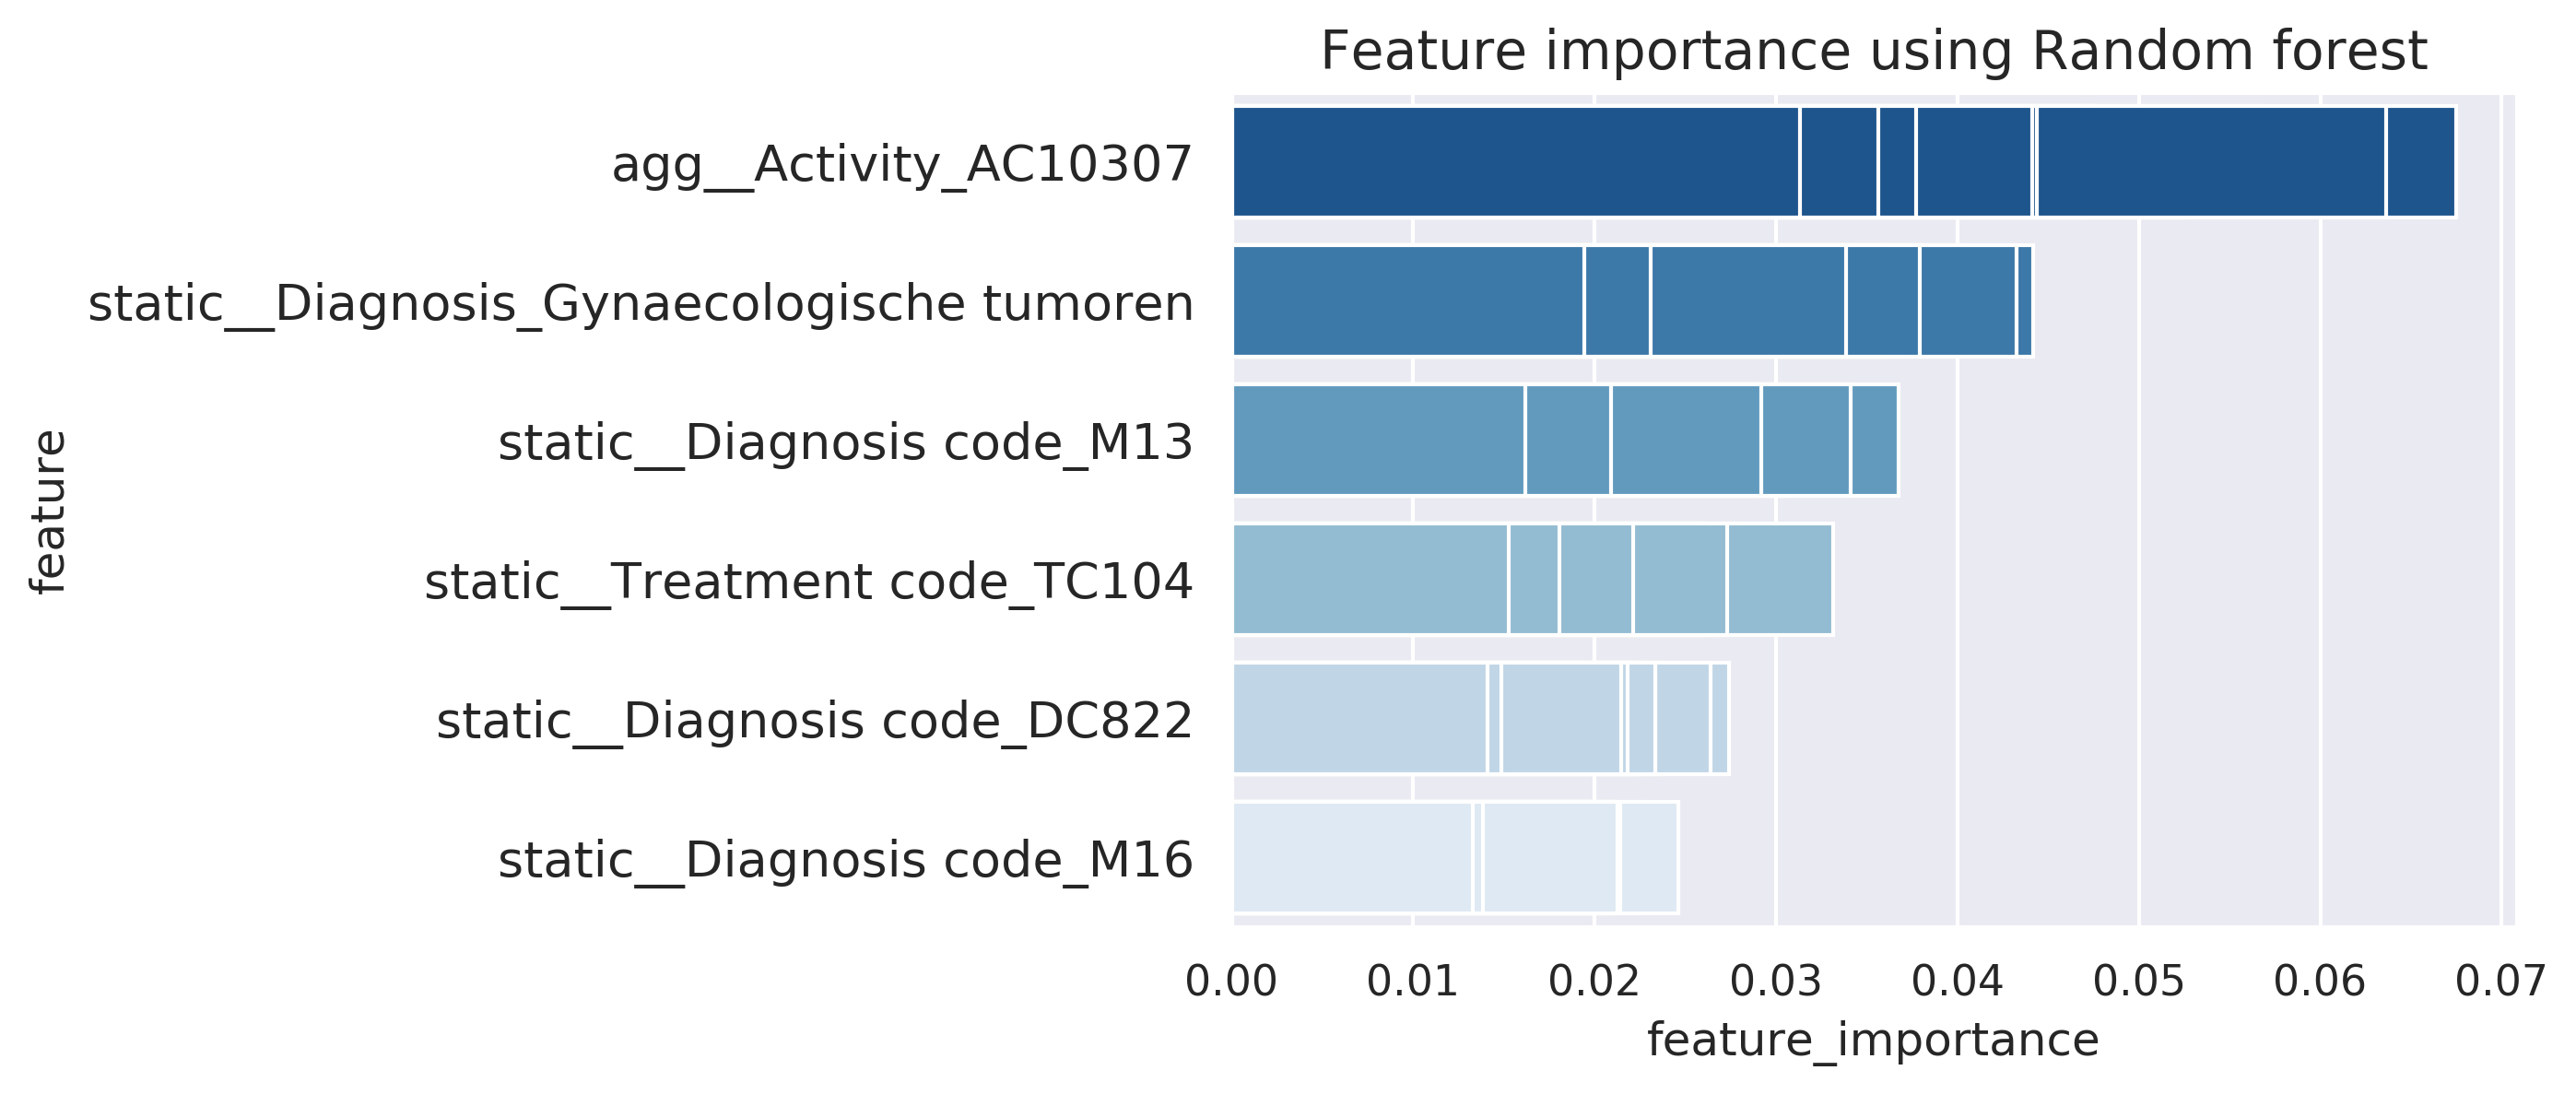 Feature importance using Random forest
feature
agg__Activity_AC10307
static__Diagnosis_Gynaecologische tumoren
static__Diagnosis code_M13
static__Treatment code_TC104
static__Diagnosis code_DC822
static__Diagnosis code_M16
0.00 0.01 0.02 0.03 0.04 0.05 0.06 0.07
feature_importance